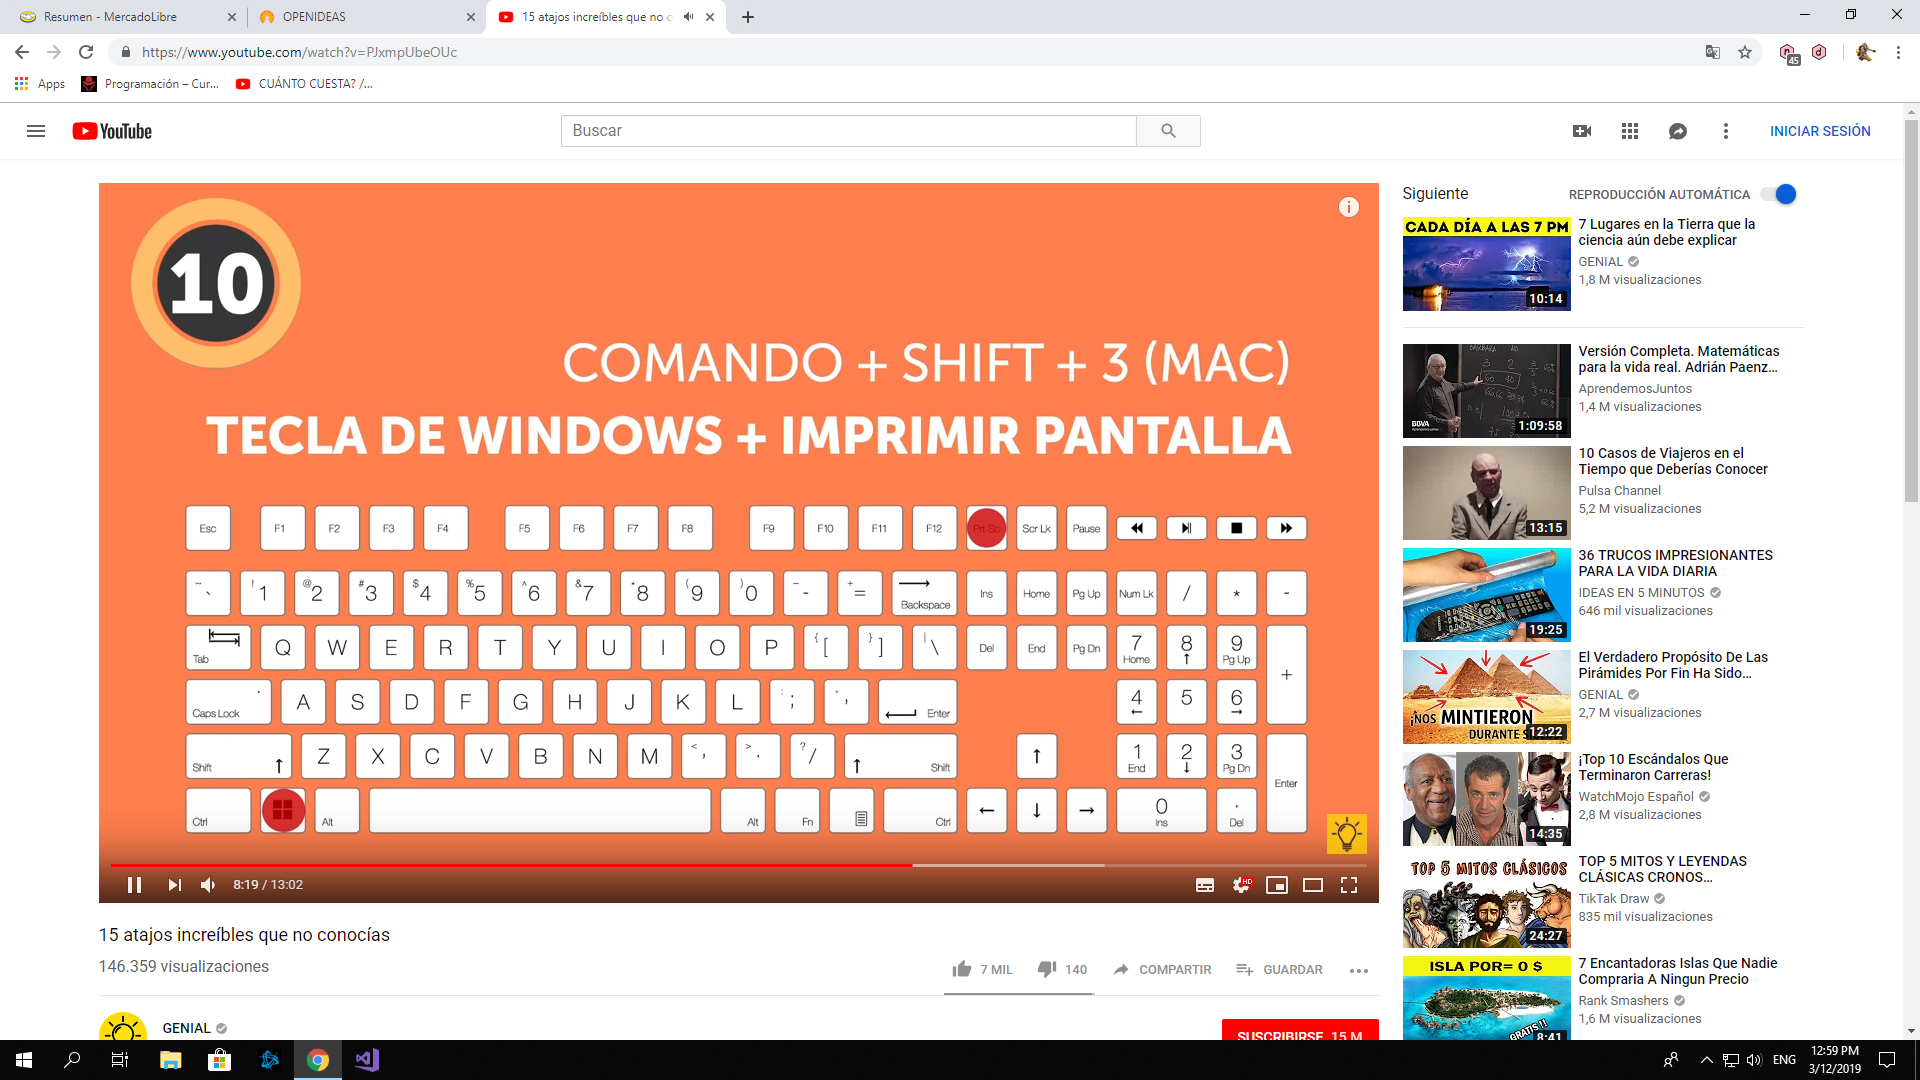 Resumen - MercadoLibre
OPENIDEAS
15 atajos increíbles que no c
https://www.youtube.com/watch?v=PJxmpUbeOUc
45
Apps
Programación – Cur...
CUÁNTO CUESTA? /...
YouTube
Buscar
INICIAR SESIÓN
10
COMANDO + SHIFT + 3 (MAC)
TECLA DE WINDOWS + IMPRIMIR PANTALLA
Esc F1 F2 F3 F4 F5 F6 F7 F8 F9 F10 F11 F12 Prt Sc Scr Lk Pause
~ ` ! 1 @ 2 # 3 $ 4 % 5 ^ 6 & 7 * 8 ( 9 ) 0 - - + = Backspace Ins Home Pg Up Num Lk / * -
Tab Q W E R T Y U I O P { [ } ] | \ Del End Pg Dn 7 Home 8 ↑ 9 Pg Up +
Caps Lock A S D F G H J K L : ; " ' Enter 4 ← 5 6 →
Shift ↑ Z X C V B N M < , > . ? / ↑ Shift ↑ 1 End 2 ↓ 3 Pg Dn Enter
Ctrl Alt Alt Fn Ctrl ← ↓ → 0 Ins . Del
8:19 / 13:02
HD
15 atajos increíbles que no conocías
146.359 visualizaciones
7 MIL
140
COMPARTIR
GUARDAR
GENIAL
SUSCRIBIRSE 15 M
Siguiente
REPRODUCCIÓN AUTOMÁTICA
CADA DÍA A LAS 7 PM
10:14
7 Lugares en la Tierra que la
ciencia aún debe explicar
GENIAL
1,8 M visualizaciones
BBVA
1:09:58
Versión Completa. Matemáticas
para la vida real. Adrián Paenz...
AprendemosJuntos
1,4 M visualizaciones
13:15
10 Casos de Viajeros en el
Tiempo que Deberías Conocer
Pulsa Channel
5,2 M visualizaciones
19:25
36 TRUCOS IMPRESIONANTES
PARA LA VIDA DIARIA
IDEAS EN 5 MINUTOS
646 mil visualizaciones
¡NOS MINTIERON
DURANTE
12:22
El Verdadero Propósito De Las
Pirámides Por Fin Ha Sido...
GENIAL
2,7 M visualizaciones
14:35
¡Top 10 Escándalos Que
Terminaron Carreras!
WatchMojo Español
2,8 M visualizaciones
TOP 5 MITOS CLÁSICOS
24:27
TOP 5 MITOS Y LEYENDAS
CLÁSICAS CRONOS...
TikTak Draw
835 mil visualizaciones
ISLA POR= 0 $
GRATIS !!
8:41
7 Encantadoras Islas Que Nadie
Compraria A Ningun Precio
Rank Smashers
1,6 M visualizaciones
ENG
12:59 PM
3/12/2019